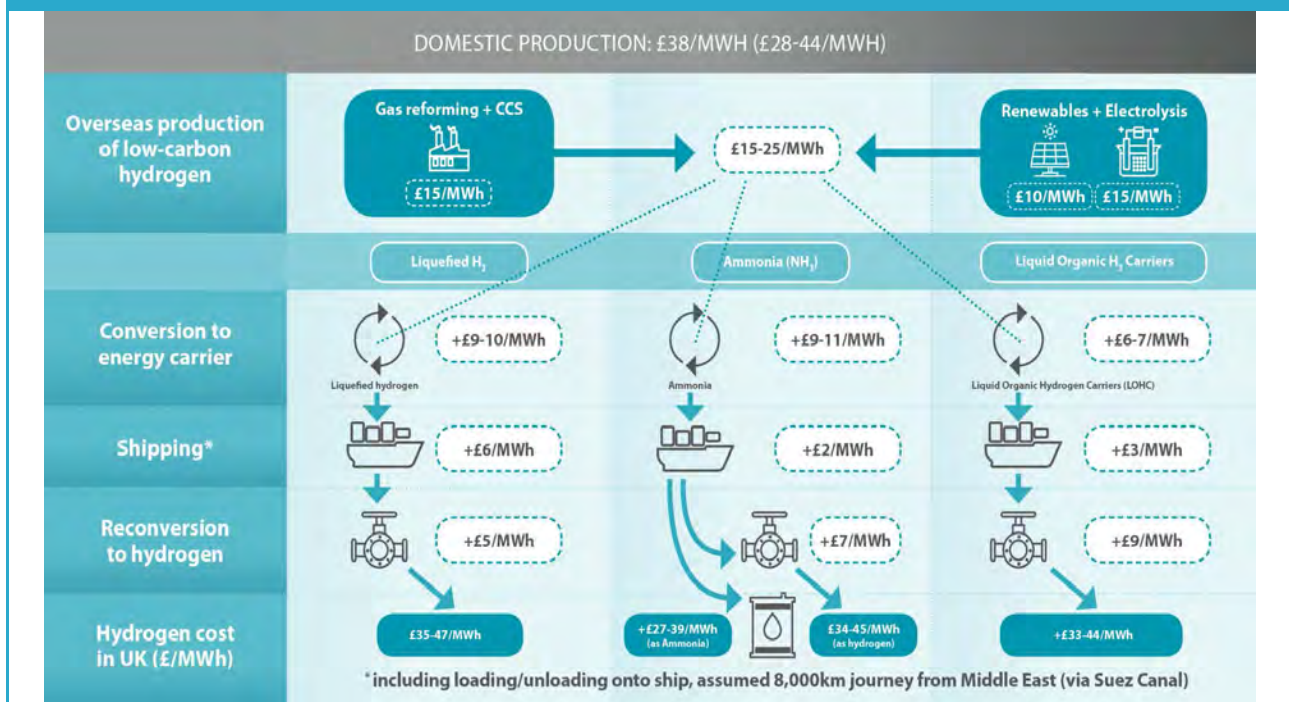 DOMESTIC PRODUCTION: £38/MWH (£28-44/MWH)
Overseas production
of low-carbon
hydrogen
Gas reforming + CCS
£15/MWh
£15-25/MWh
Renewables + Electrolysis
£10/MWh
£15/MWh
Liquefied H₂
Ammonia (NH₃)
Liquid Organic H₂ Carriers
Conversion to
energy carrier
+£9-10/MWh
Liquefied hydrogen
+£9-11/MWh
Ammonia
+£6-7/MWh
Liquid Organic Hydrogen Carriers (LOHC)
Shipping*
+£6/MWh
+£2/MWh
+£3/MWh
Reconversion
to hydrogen
+£5/MWh
+£7/MWh
+£9/MWh
Hydrogen cost
in UK (£/MWh)
£35-47/MWh
+£27-39/MWh
(as Ammonia)
£34-45/MWh
(as hydrogen)
+£33-44/MWh
*including loading/unloading onto ship, assumed 8,000km journey from Middle East (via Suez Canal)